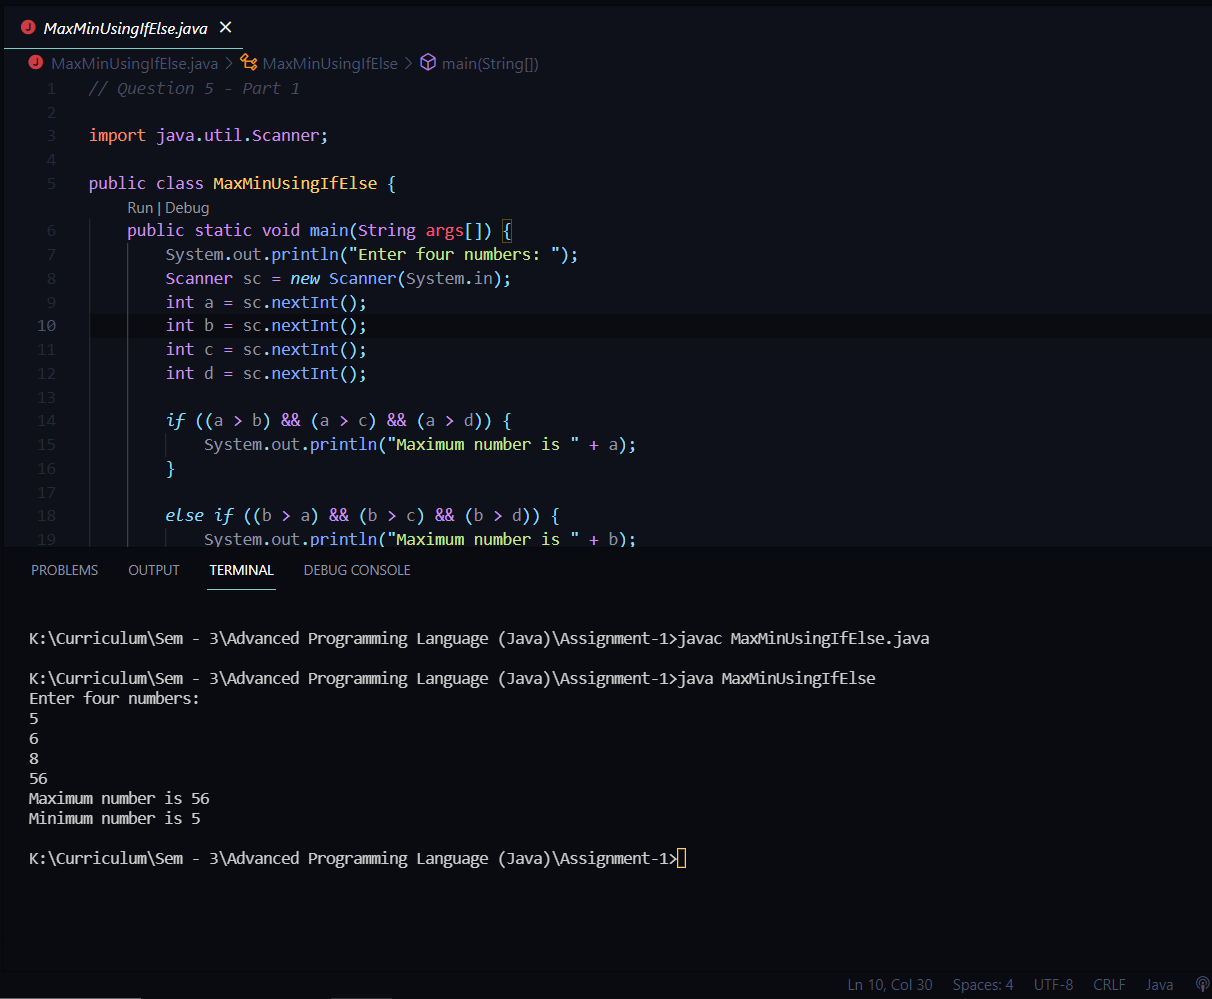 MaxMinUsingIfElse.java
MaxMinUsingIfElse.java > MaxMinUsingIfElse > main(String[])
1 // Question 5 - Part 1
2
3 import java.util.Scanner;
4
5 public class MaxMinUsingIfElse {
Run | Debug
6 public static void main(String args[]) {
7 System.out.println("Enter four numbers: ");
8 Scanner sc = new Scanner(System.in);
9 int a = sc.nextInt();
10 int b = sc.nextInt();
11 int c = sc.nextInt();
12 int d = sc.nextInt();
13
14 if ((a > b) && (a > c) && (a > d)) {
15 System.out.println("Maximum number is " + a);
16 }
17
18 else if ((b > a) && (b > c) && (b > d)) {
19 System.out.println("Maximum number is " + b);
PROBLEMS OUTPUT TERMINAL DEBUG CONSOLE
K:\Curriculum\Sem - 3\Advanced Programming Language (Java)\Assignment-1>javac MaxMinUsingIfElse.java
K:\Curriculum\Sem - 3\Advanced Programming Language (Java)\Assignment-1>java MaxMinUsingIfElse
Enter four numbers:
5
6
8
56
Maximum number is 56
Minimum number is 5
K:\Curriculum\Sem - 3\Advanced Programming Language (Java)\Assignment-1>
Ln 10, Col 30 Spaces: 4 UTF-8 CRLF Java